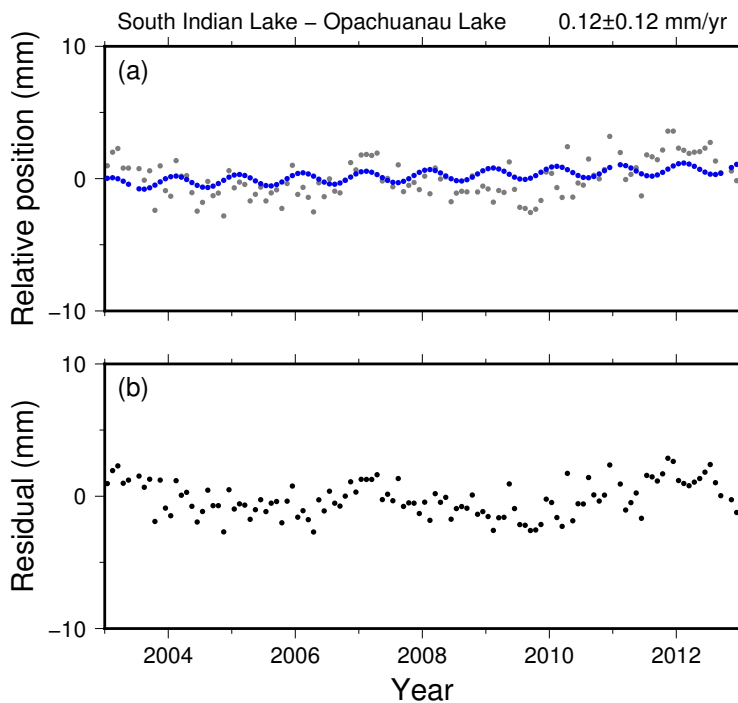 South Indian Lake − Opachuanau Lake 0.12±0.12 mm/yr
10
(a)
Relative position (mm)
0
−10
10
(b)
Residual (mm)
0
−10
2004 2006 2008 2010 2012
Year